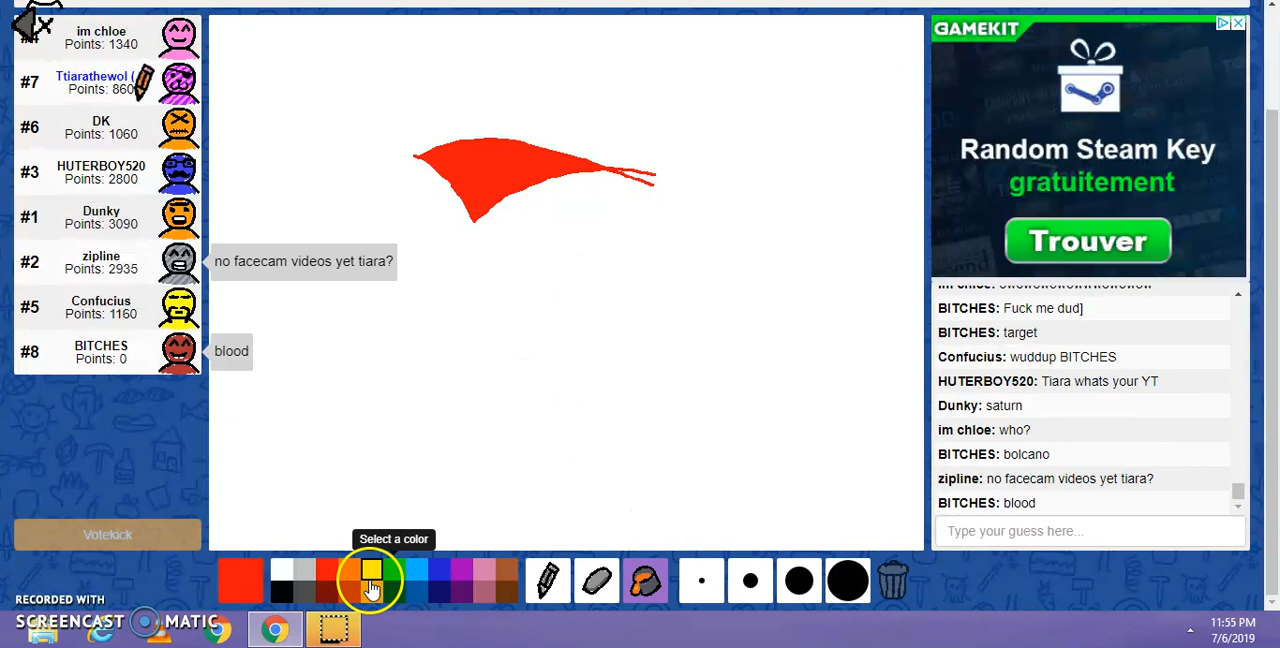 #4 im chloe
Points: 1340
#7 Ttiarathewol (
Points: 860
#6 DK
Points: 1060
#3 HUTERBOY520
Points: 2800
#1 Dunky
Points: 3090
#2 zipline
Points: 2935
#5 Confucius
Points: 1160
#8 BITCHES
Points: 0
no facecam videos yet tiara?
blood
Votekick
Select a color
GAMEKIT
Random Steam Key
gratuitement
Trouver
BITCHES: Fuck me dud]
BITCHES: target
Confucius: wuddup BITCHES
HUTERBOY520: Tiara whats your YT
Dunky: saturn
im chloe: who?
BITCHES: bolcano
zipline: no facecam videos yet tiara?
BITCHES: blood
Type your guess here...
RECORDED WITH
SCREENCAST MATIC
11:55 PM
7/6/2019